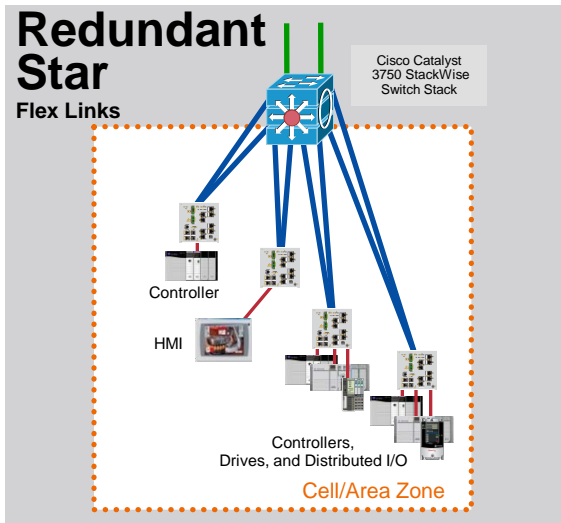 Redundant
Star
Flex Links
Cisco Catalyst
3750 StackWise
Switch Stack
Controller
HMI
Controllers,
Drives, and Distributed I/O
Cell/Area Zone